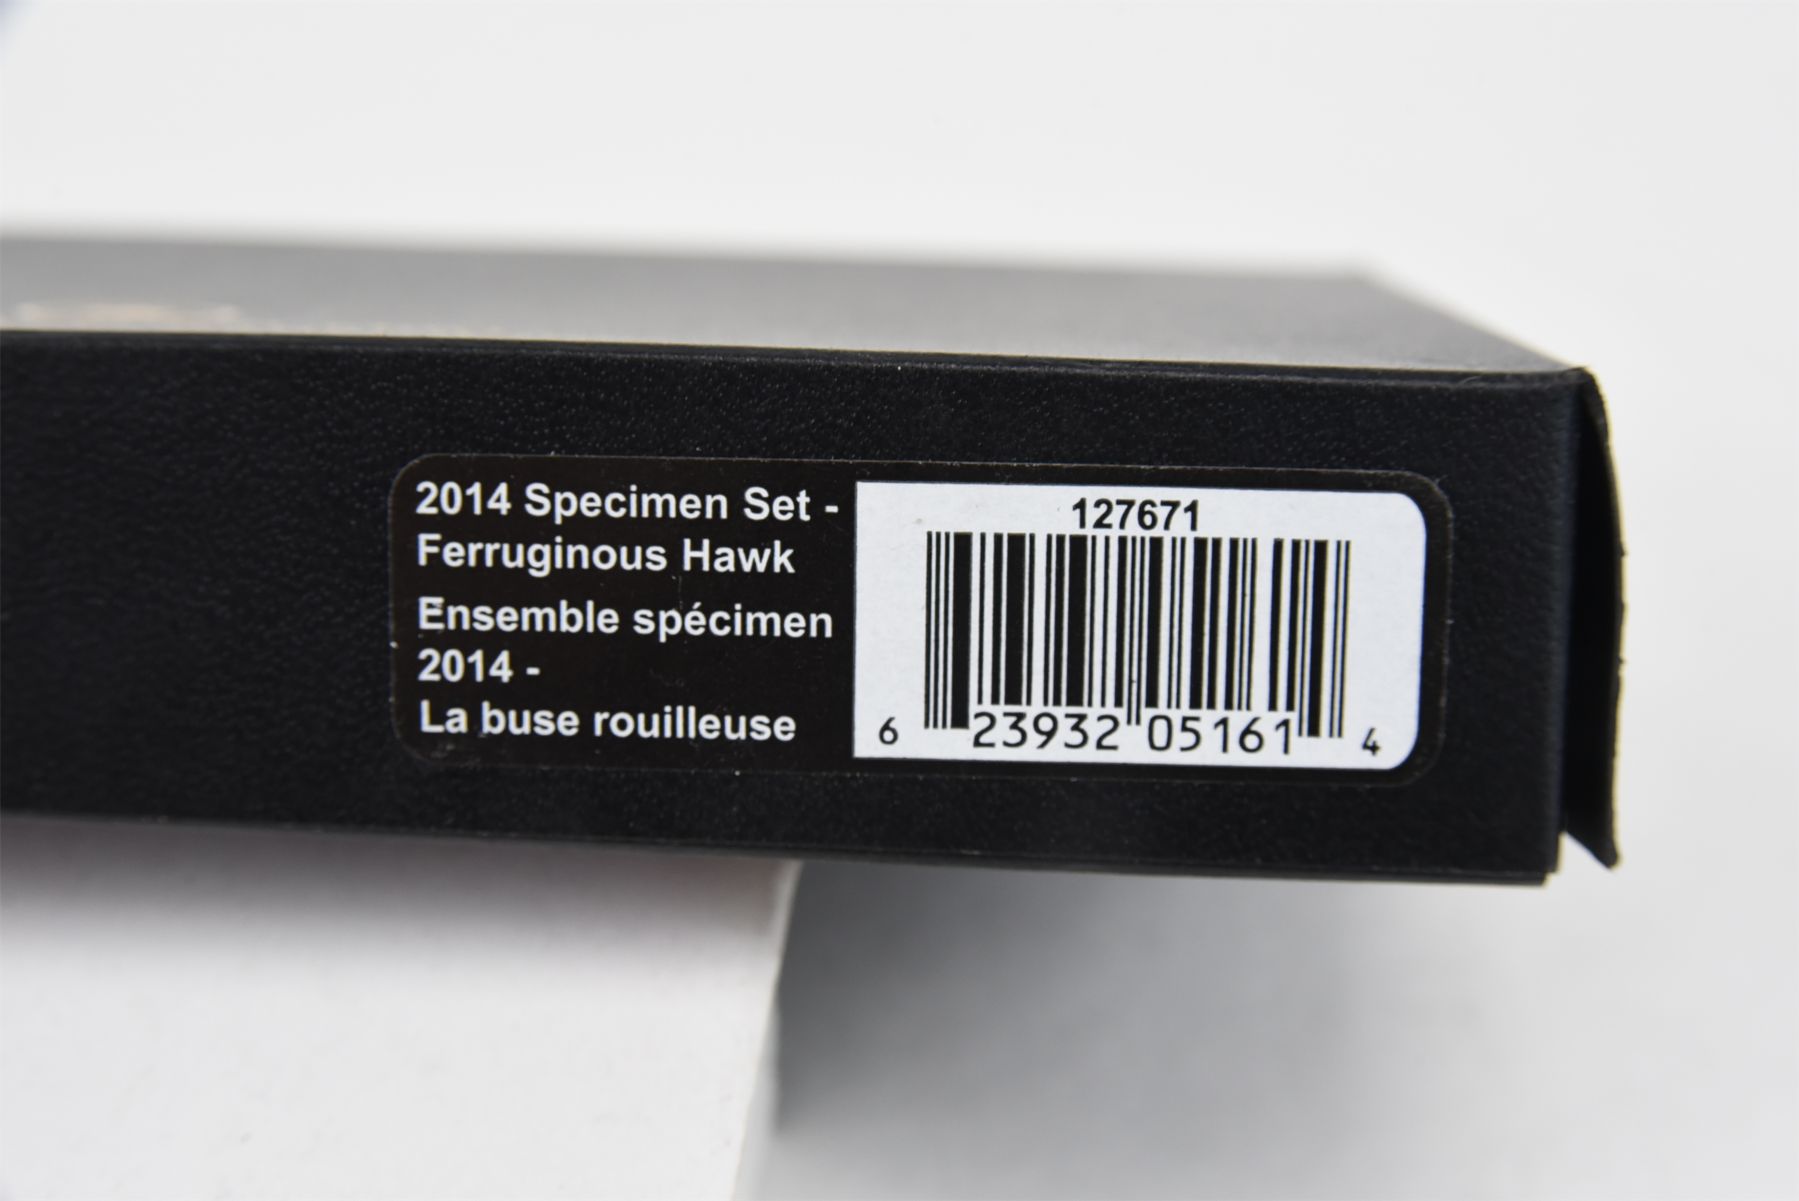 2014 Specimen Set -
Ferruginous Hawk
Ensemble spécimen
2014 -
La buse rouilleuse
127671
6 23932 05161 4